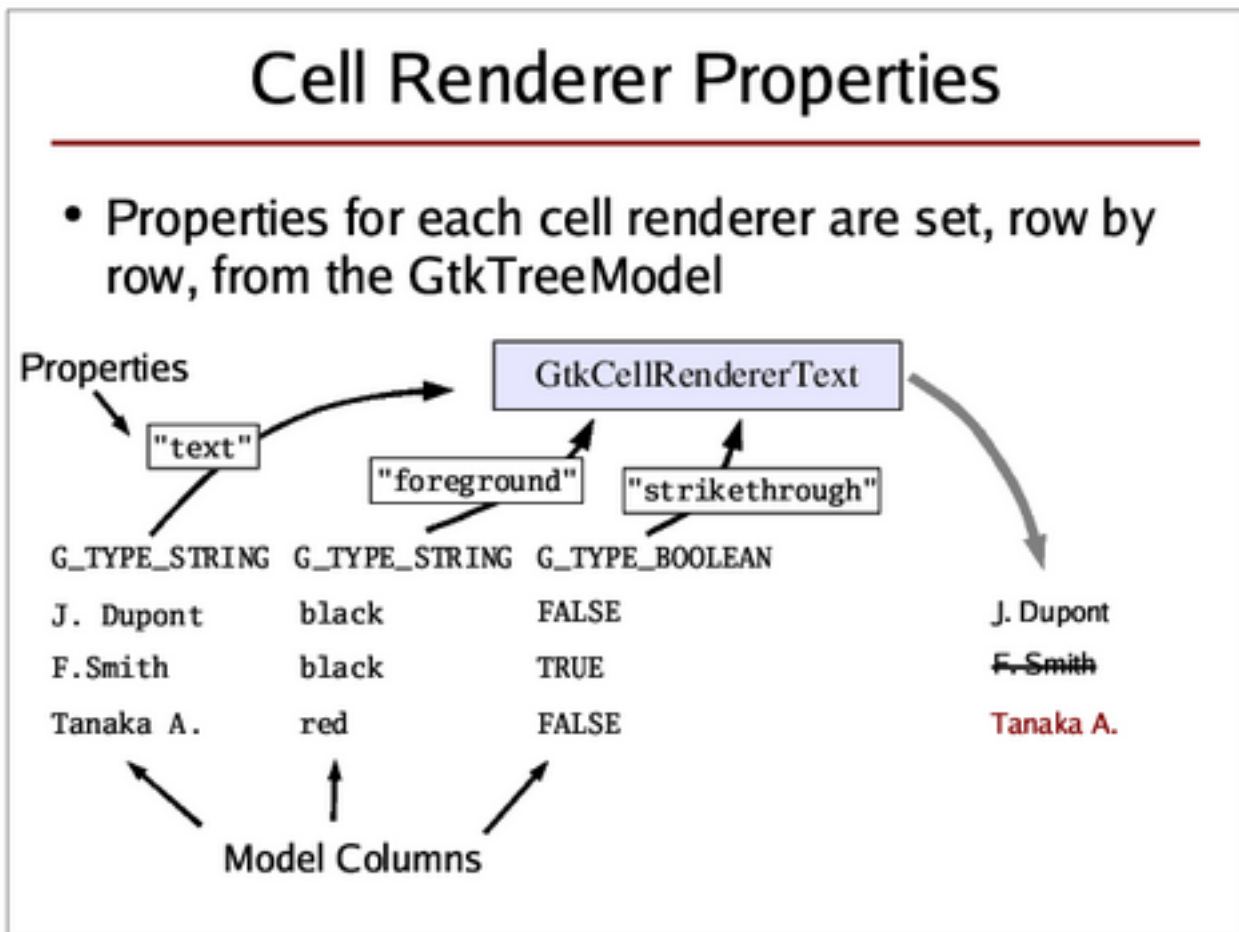 Cell Renderer Properties
• Properties for each cell renderer are set, row by
row, from the GtkTreeModel
Properties
GtkCellRendererText
"text"
"foreground"
"strikethrough"
G_TYPE_STRING G_TYPE_STRING G_TYPE_BOOLEAN
J. Dupont black FALSE J. Dupont
F.Smith black TRUE F. Smith
Tanaka A. red FALSE Tanaka A.
Model Columns